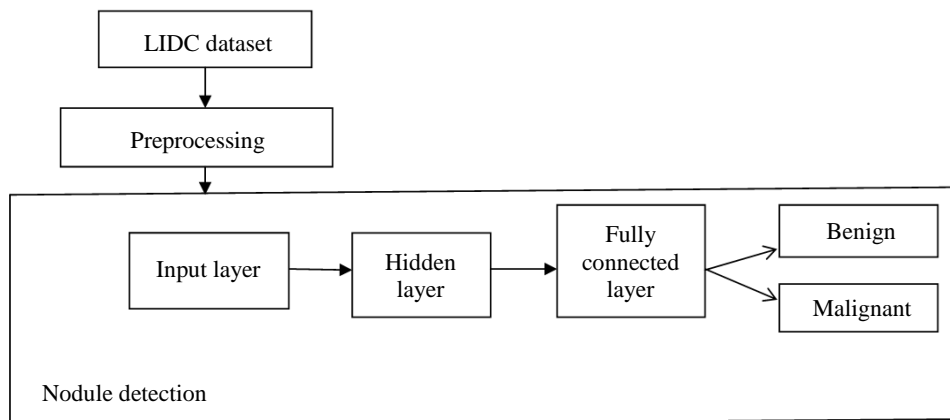 LIDC dataset
Preprocessing
Input layer
Hidden
layer
Fully
connected
layer
Benign
Malignant
Nodule detection